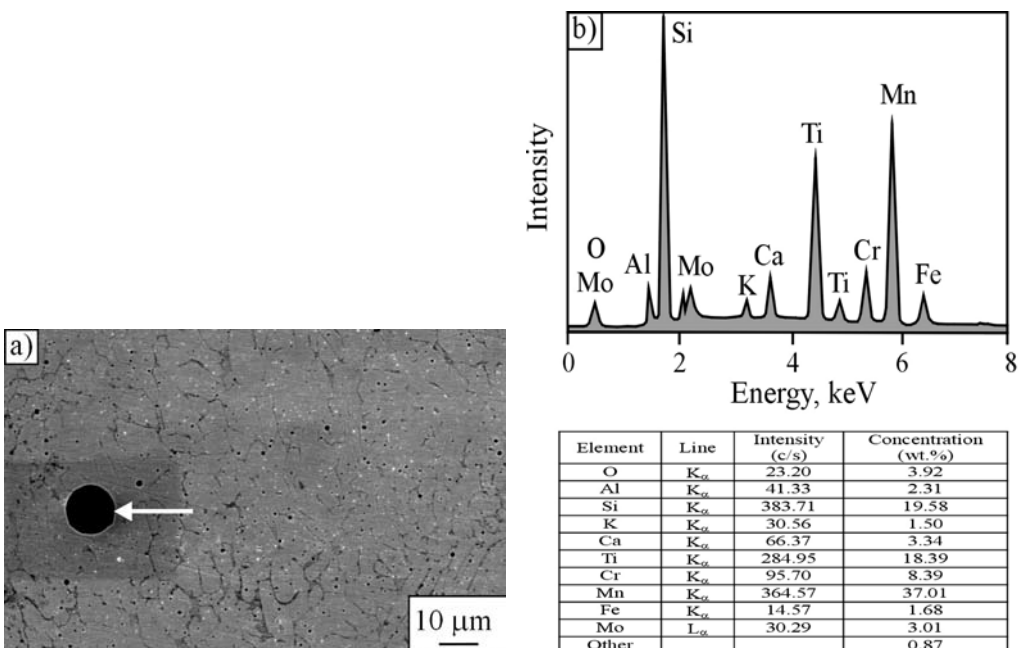 b)
Intensity
Si
Mn
Ti
O
Mo
Al
Mo
K
Ca
Ti
Cr
Fe
0 2 4 6 8
Energy, keV
a)
10 μm
Element Line Intensity (c/s) Concentration (wt.%)
O Kα 23.20 3.92
Al Kα 41.33 2.31
Si Kα 383.71 19.58
K Kα 30.56 1.50
Ca Kα 66.37 3.34
Ti Kα 284.95 18.39
Cr Kα 95.70 8.39
Mn Kα 364.57 37.01
Fe Kα 14.57 1.68
Mo Lα 30.29 3.01
Other 0.87